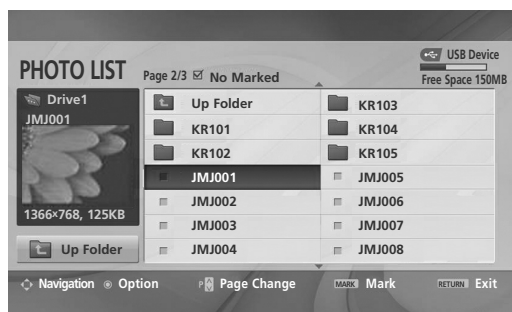 USB Device
PHOTO LIST
Page 2/3 No Marked
Free Space 150MB
Drive1
JMJ001
1366×768, 125KB
Up Folder
Up Folder
KR101
KR102
JMJ001
JMJ002
JMJ003
JMJ004
KR103
KR104
KR105
JMJ005
JMJ006
JMJ007
JMJ008
Navigation Option P Page Change MARK Mark RETURN Exit